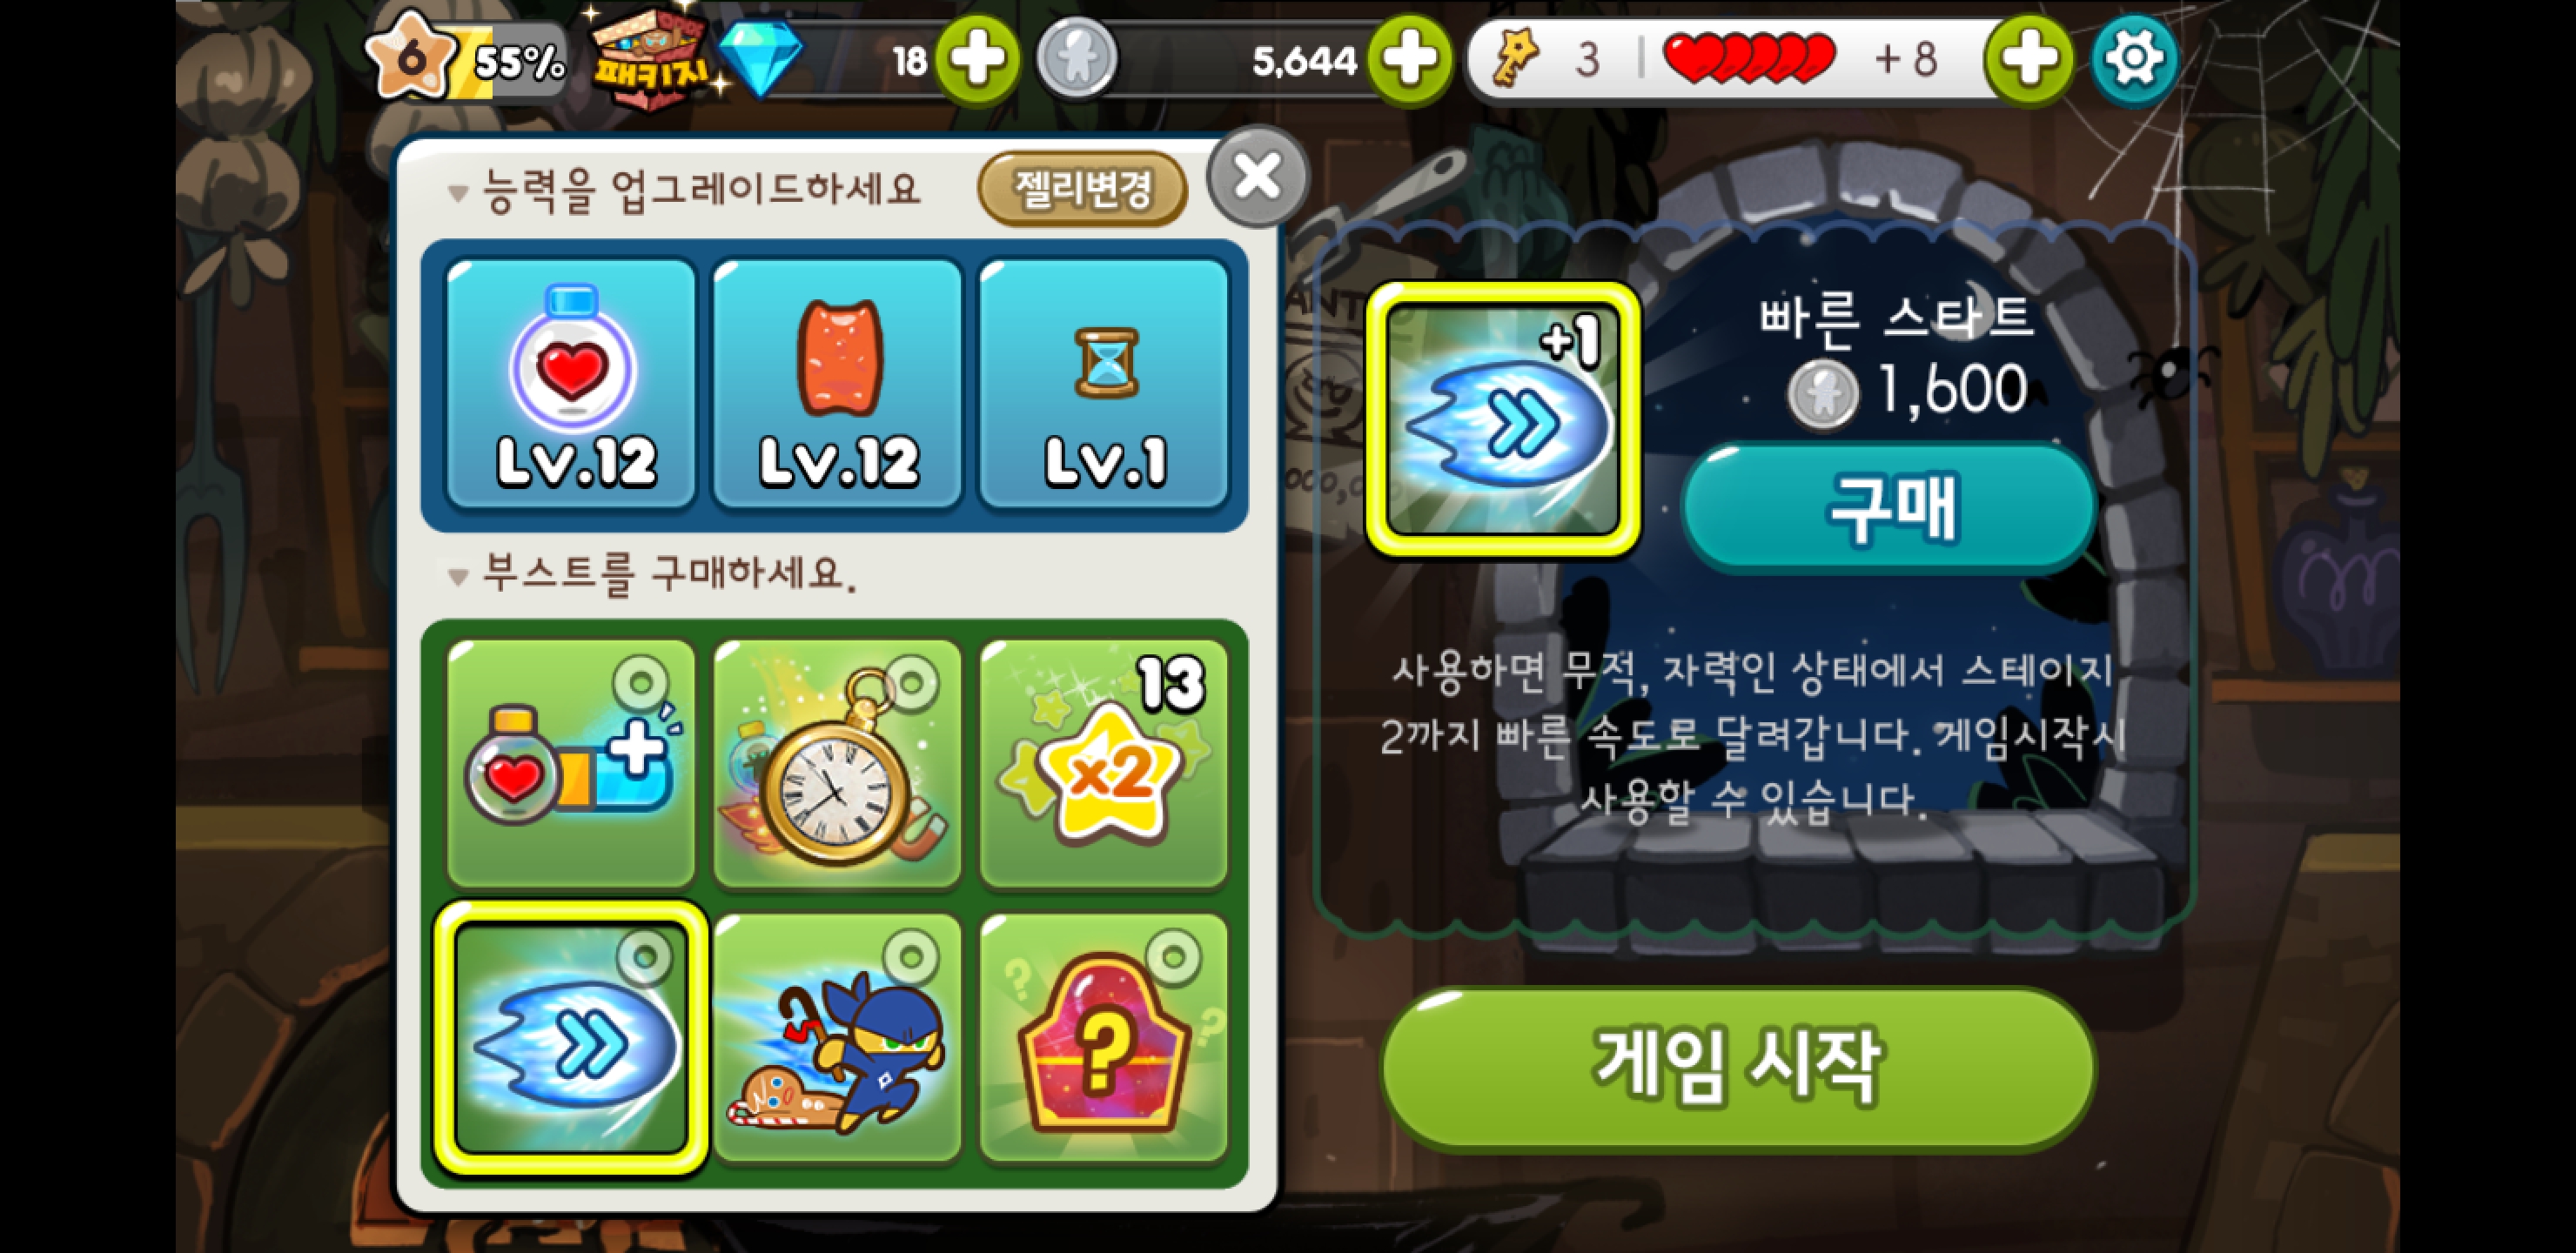 6 55% 패키지 18 5,644 3 +8
능력을 업그레이드하세요 젤리변경
Lv.12 Lv.12 Lv.1
부스트를 구매하세요.
13
x2
?
+1
빠른 스타트
1,600
구매
사용하면 무적, 자력인 상태에서 스테이지
2까지 빠른 속도로 달려갑니다. 게임시작시
사용할 수 있습니다.
게임 시작